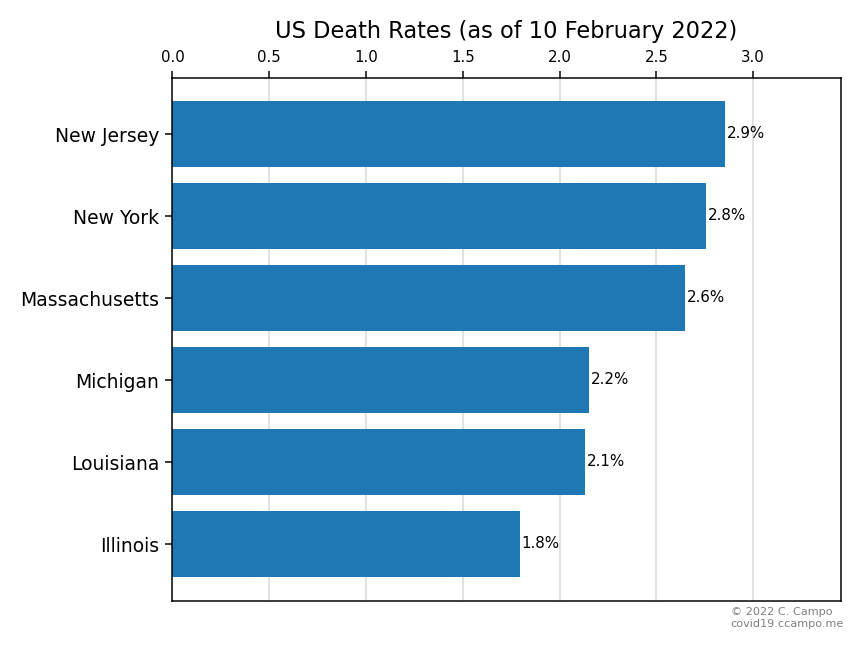 US Death Rates (as of 10 February 2022)
0.0 0.5 1.0 1.5 2.0 2.5 3.0
New Jersey 2.9%
New York 2.8%
Massachusetts 2.6%
Michigan 2.2%
Louisiana 2.1%
Illinois 1.8%
© 2022 C. Campo
covid19.ccampo.me